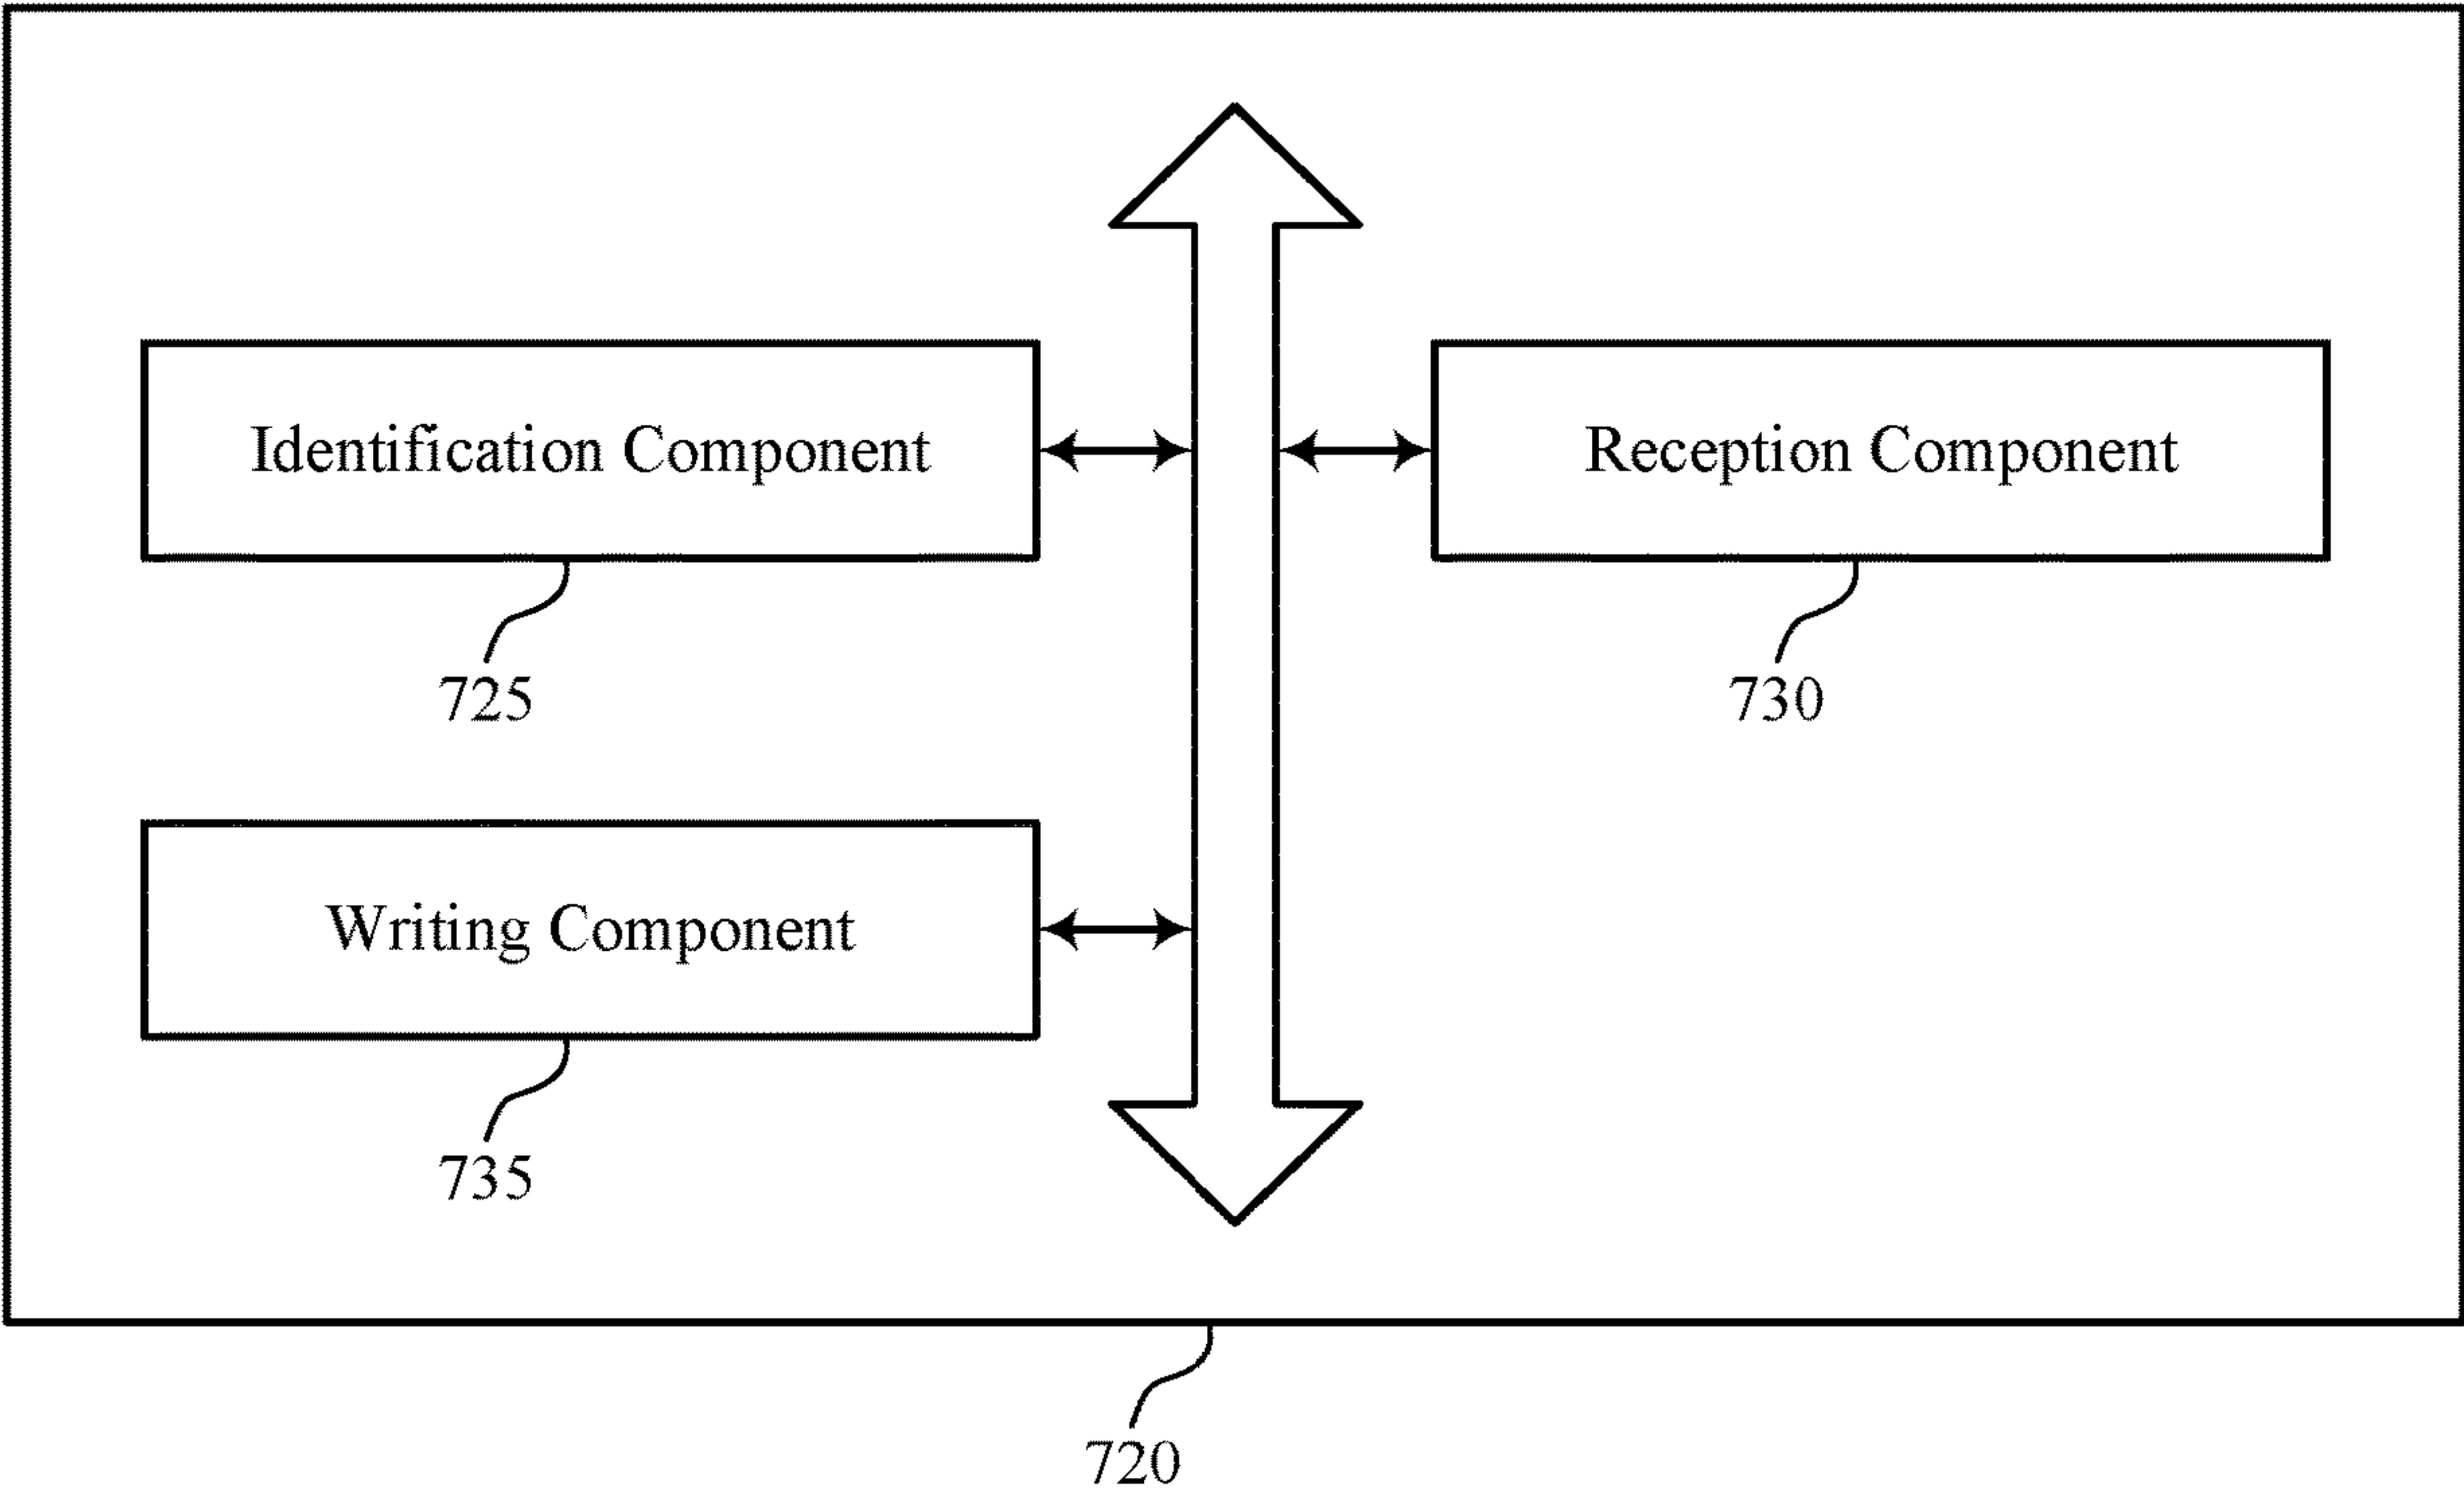 Identification Component
Reception Component
725
730
Writing Component
735
720